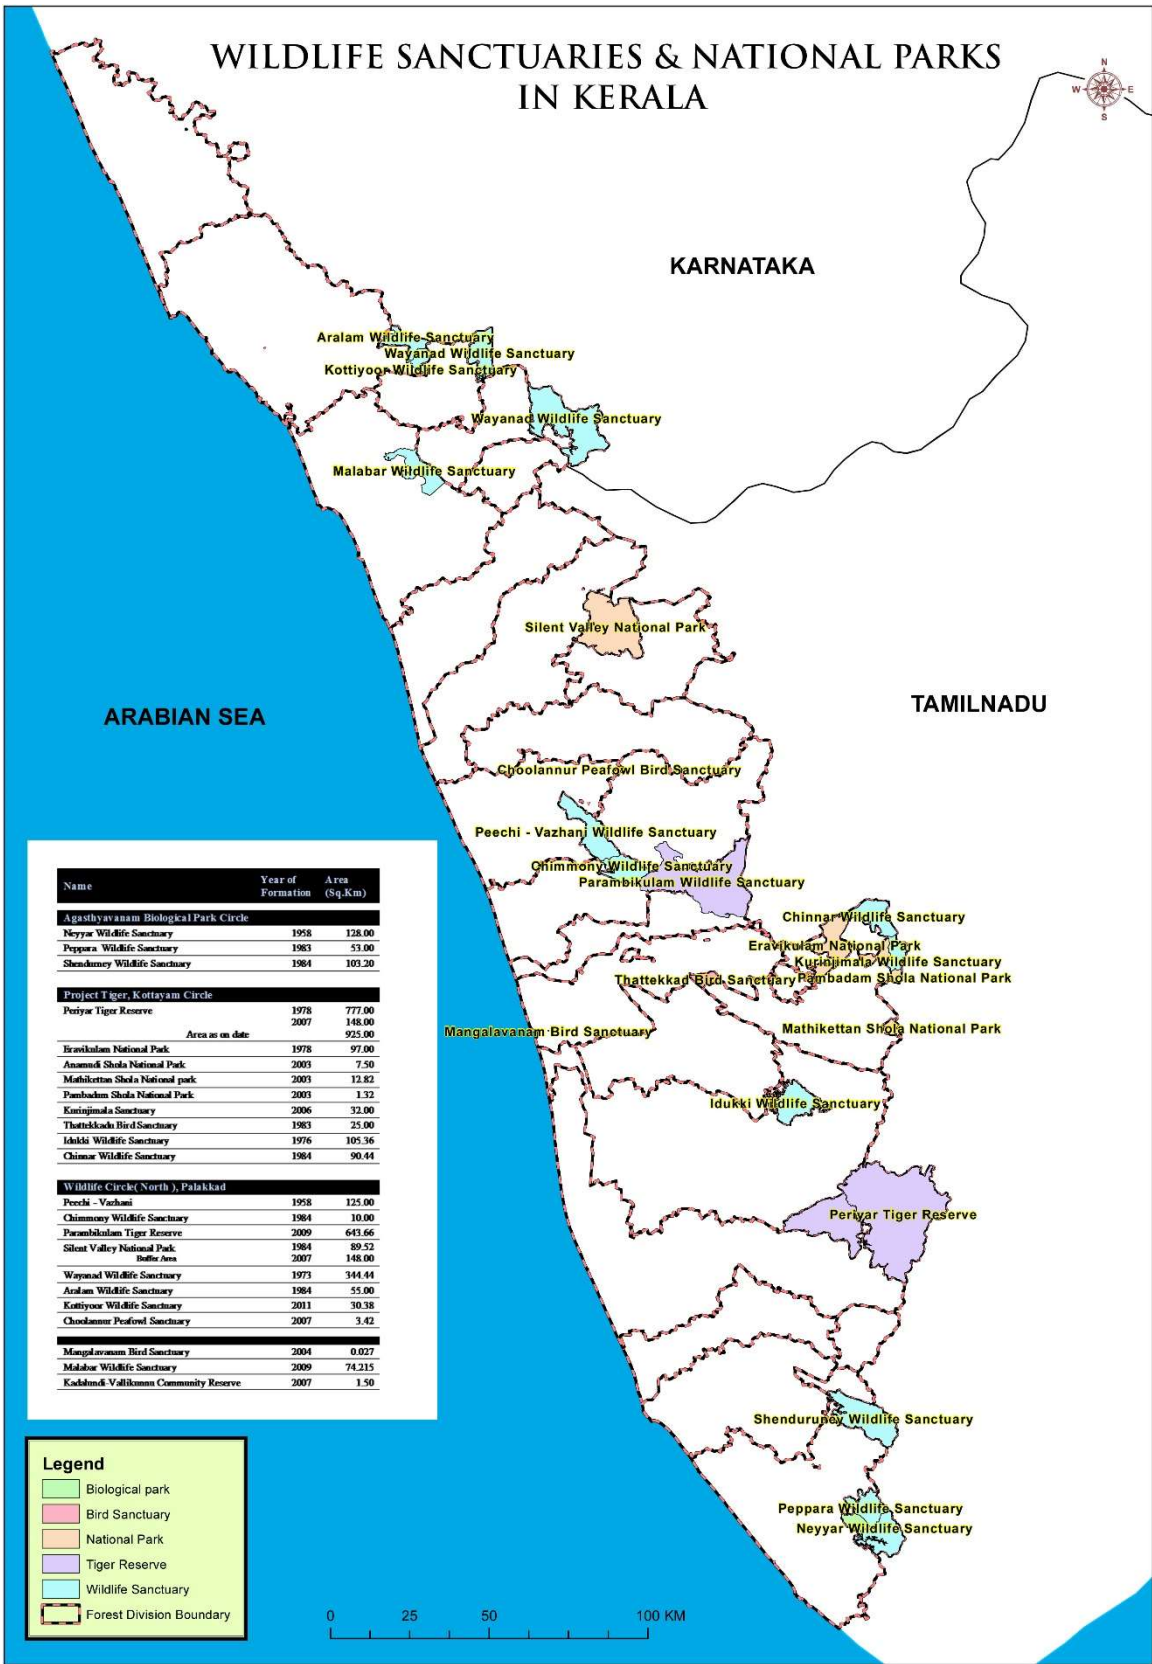 WILDLIFE SANCTUARIES & NATIONAL PARKS
IN KERALA
N
W E
S
KARNATAKA
Aralam Wildlife Sanctuary
Wayanad Wildlife Sanctuary
Kottiyoor Wildlife Sanctuary
Wayanad Wildlife Sanctuary
Malabar Wildlife Sanctuary
Silent Valley National Park
TAMILNADU
ARABIAN SEA
Choolannur Peafowl Bird Sanctuary
Peechi - Vazhani Wildlife Sanctuary
Chimmony Wildlife Sanctuary
Parambikulam Wildlife Sanctuary
Chinnar Wildlife Sanctuary
Eravikulam National Park
Kurinjimala Wildlife Sanctuary
Thattekkad Bird Sanctuary
Pambadam Shola National Park
Mangalavanam Bird Sanctuary
Mathikettan Shola National Park
Idukki Wildlife Sanctuary
Periyar Tiger Reserve
Shenduruney Wildlife Sanctuary
Peppara Wildlife Sanctuary
Neyyar Wildlife Sanctuary
Name Year of Formation Area (Sq.Km)
Agasthyavanam Biological Park Circle
Neyyar Wildlife Sanctuary 1958 128.00
Peppara Wildlife Sanctuary 1983 53.00
Shendurney Wildlife Sanctuary 1984 103.20
Project Tiger, Kottayam Circle
Periyar Tiger Reserve 1978 777.00
2007 148.00
Area as on date 925.00
Eravikulam National Park 1978 97.00
Anamudi Shola National Park 2003 7.50
Mathikettan Shola National park 2003 12.82
Pambadum Shola National Park 2003 1.32
Kurinjimala Sanctuary 2006 32.00
Thattekkadu Bird Sanctuary 1983 25.00
Idukki Wildlife Sanctuary 1976 105.36
Chinnar Wildlife Sanctuary 1984 90.44
Wildlife Circle( North ), Palakkad
Peechi - Vazhani 1958 125.00
Chimmony Wildlife Sanctuary 1984 10.00
Parambikulam Tiger Reserve 2009 643.66
Silent Valley National Park 1984 89.52
Buffer Area 2007 148.00
Wayanad Wildlife Sanctuary 1973 344.44
Aralam Wildlife Sanctuary 1984 55.00
Kottiyoor Wildlife Sanctuary 2011 30.38
Choolannur Peafowl Sanctuary 2007 3.42
Mangalavanam Bird Sanctuary 2004 0.027
Malabar Wildlife Sanctuary 2009 74.215
Kadalundi-Vallikunnu Community Reserve 2007 1.50
Legend
Biological park
Bird Sanctuary
National Park
Tiger Reserve
Wildlife Sanctuary
Forest Division Boundary
0 25 50 100 KM